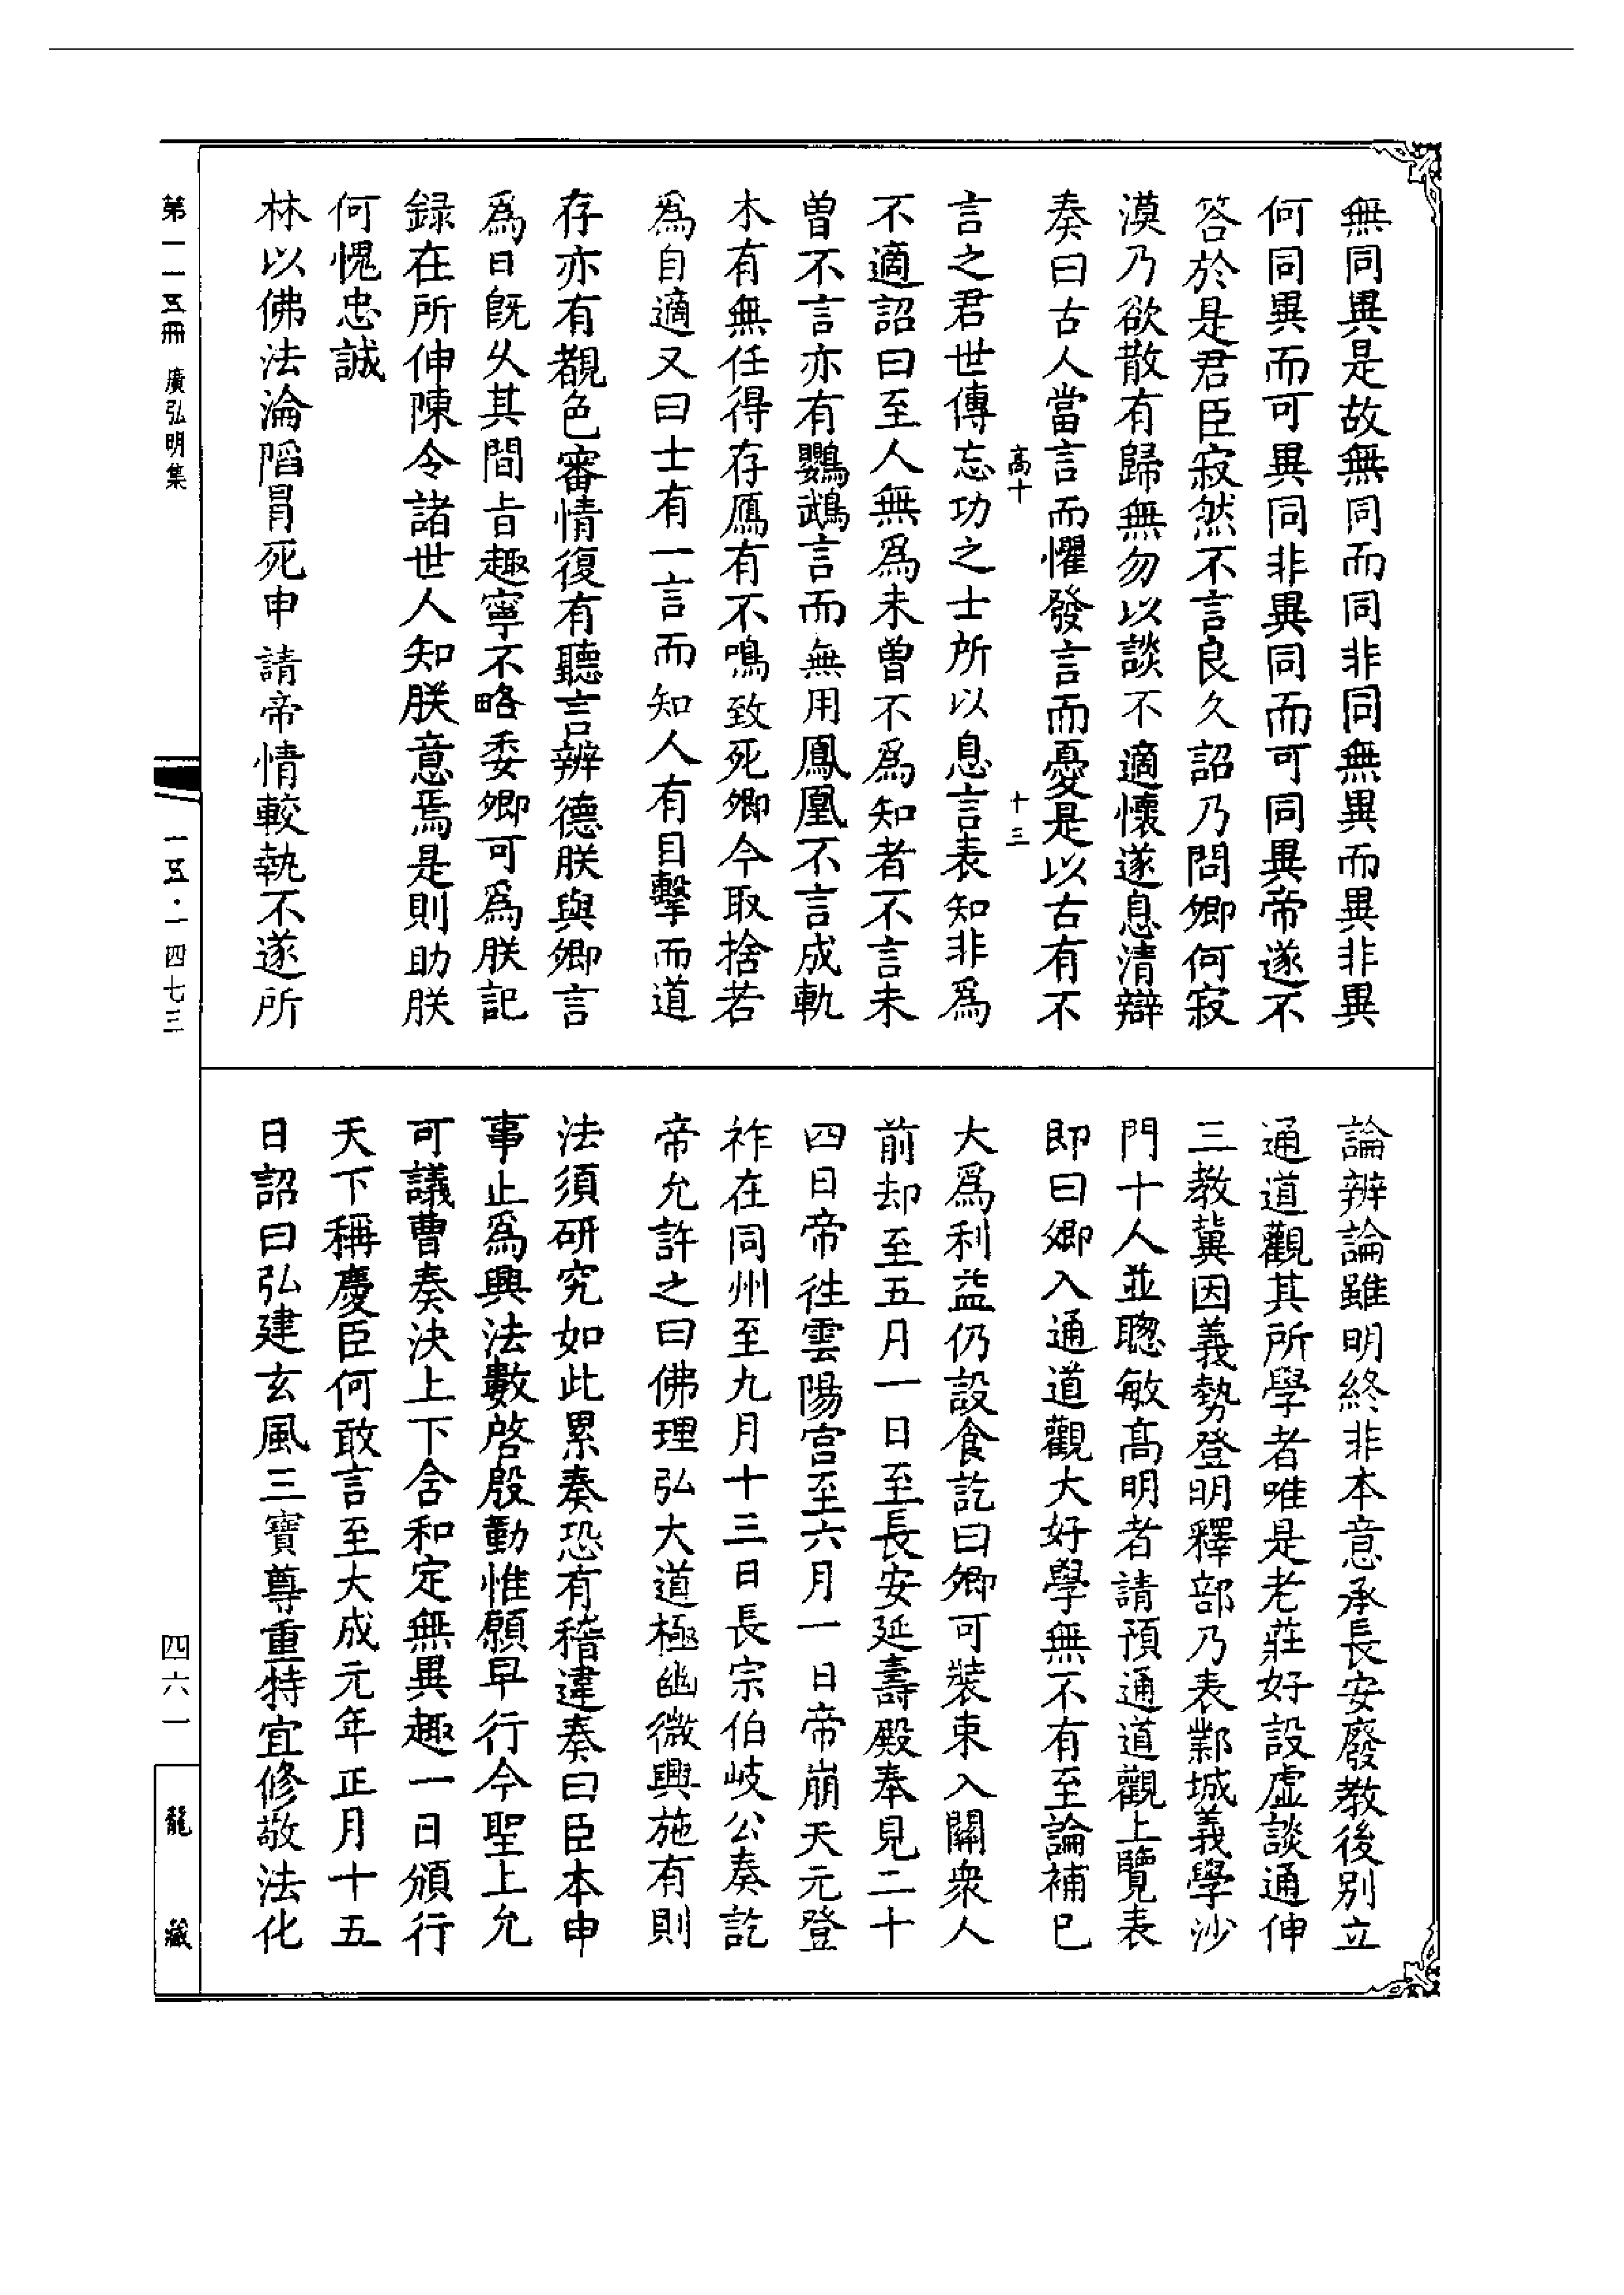 無同異是故無同而同非同無異而異非異
何同異而可異同非異同而可同異帝遂不
答於是君臣寂然不言良久詔乃問卿何寂
漠乃欲散有歸無勿以談不適懷遂息清辯
奏曰古人當言而懼發言而憂是以古有不
高十 十三
言之君世傳忘功之士所以息言表知非爲
不適詔曰至人無爲未曾不爲知者不言未
曾不言亦有鸚鵡言而無用鳳凰不言成軌
木有無任得存鴈有不鳴致死卿今取捨若
爲自適又曰士有一言而知人有目擊而道
存亦有覩色審情復有聽言辨德朕與卿言
爲日既久其間旨趣寧不略委卿可爲朕記
録在所伸陳令諸世人知朕意焉是則助朕
何愧忠誠
林以佛法淪陷冒死申請帝情較執不遂所
論辨論雖明終非本意承長安廢教後別立
通道觀其所學者唯是老莊好設虛談通伸
三教冀因義勢登明釋部乃表鄴城義學沙
門十人並聰敏高明者請預通道觀上覽表
即曰卿入通道觀大好學無不有至論補已
大爲利益仍設食訖曰卿可裝束入關衆人
前却至五月一日至長安延壽殿奉見二十
四日帝往雲陽宮至六月一日帝崩天元登
祚在同州至九月十三日長宗伯岐公奏訖
帝允許之曰佛理弘大道極幽微興施有則
法須研究如此累奏恐有稽違奏曰臣本申
事止爲興法數啓殷勤惟願早行今聖上允
可議曹奏決上下含和定無異趣一日頒行
天下稱慶臣何敢言至大成元年正月十五
日詔曰弘建玄風三寶尊重特宜修敬法化
第一一五冊 廣弘明集
一五·一四七三
四六一
龍藏